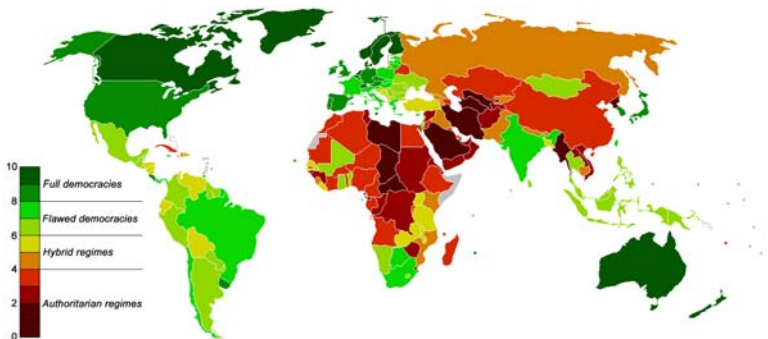 10
Full democracies
8
Flawed democracies
6
Hybrid regimes
4
2
Authoritarian regimes
0